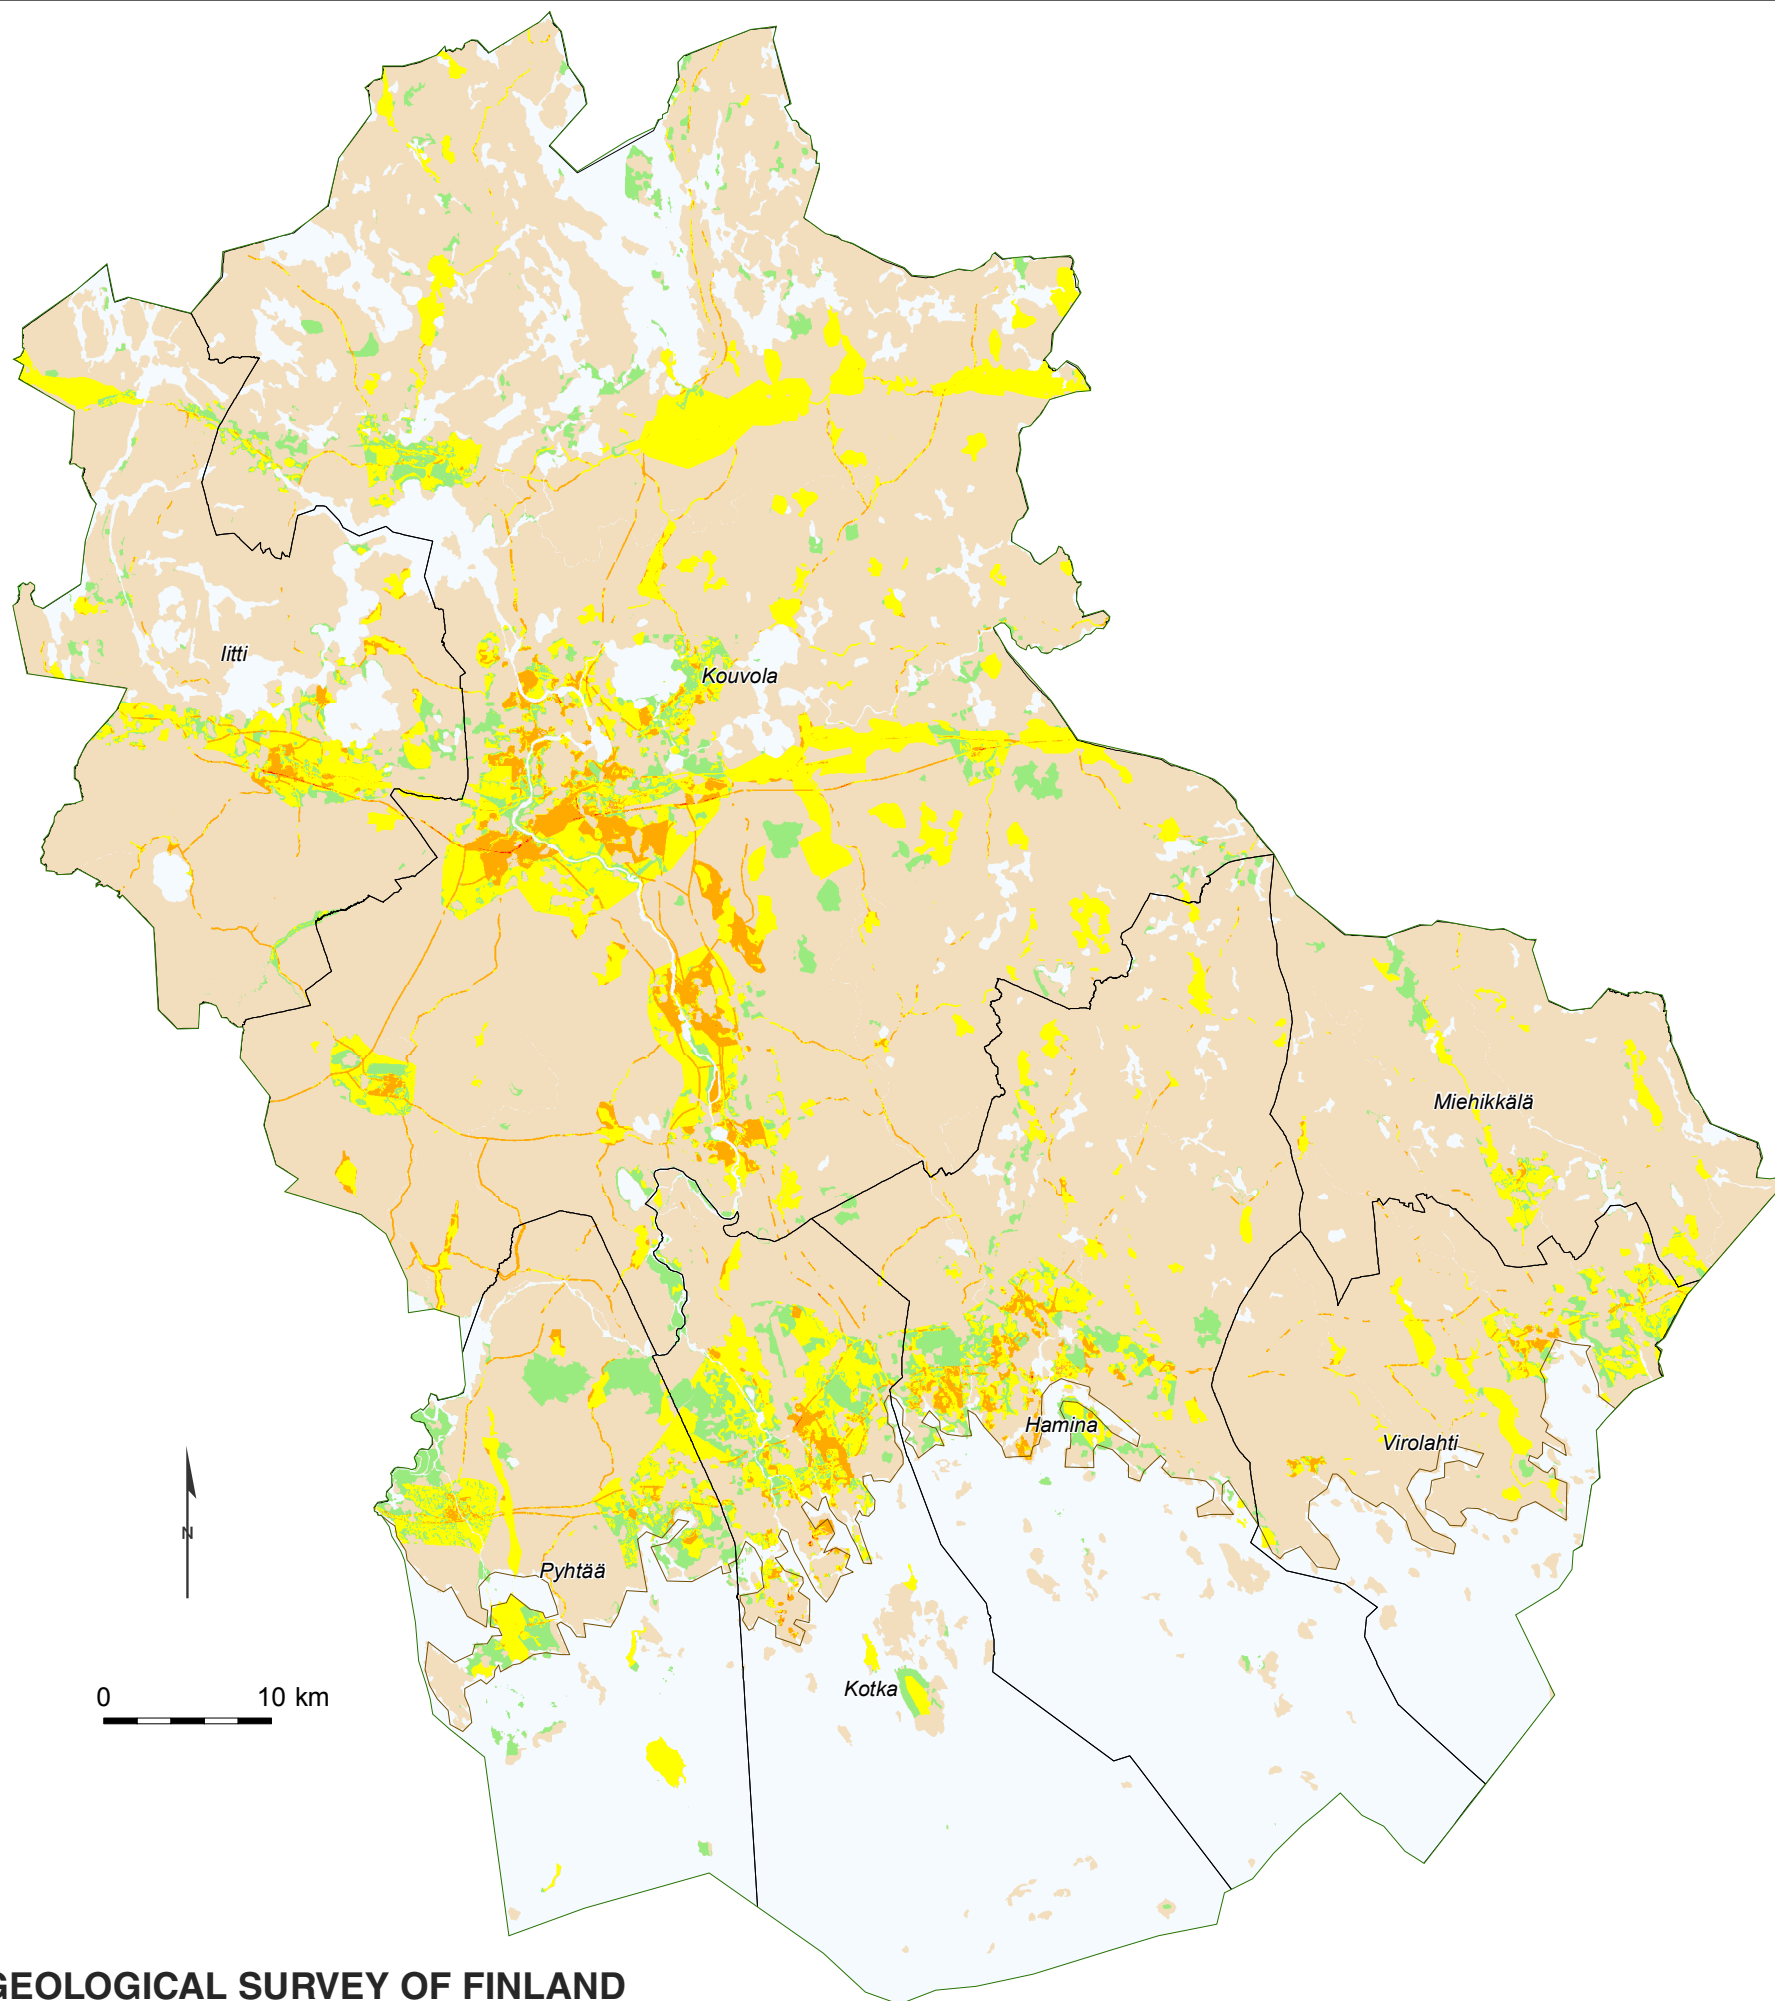 Iitti
Kouvola
Miehikkälä
Hamina
Virolahti
N
Pyhtää
Kotka
0 10 km
GEOLOGICAL SURVEY OF FINLAND